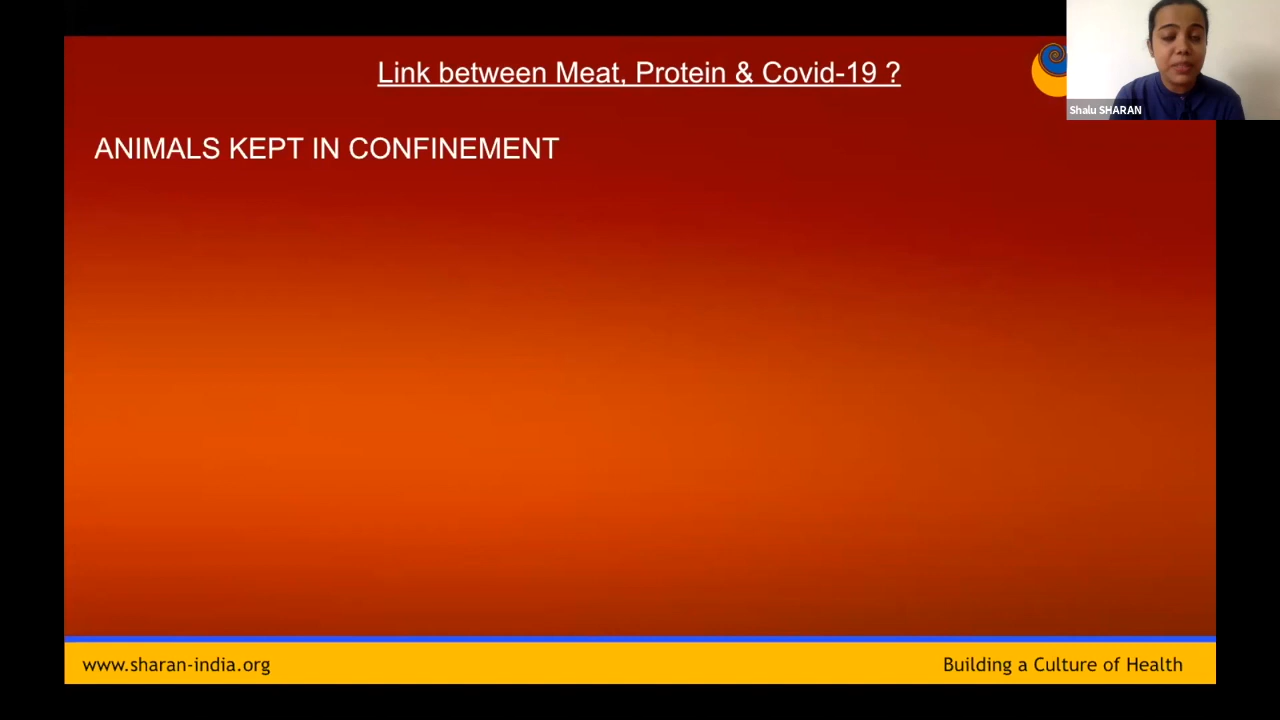 Link between Meat, Protein & Covid-19 ?
Shalu SHARAN
ANIMALS KEPT IN CONFINEMENT
www.sharan-india.org
Building a Culture of Health